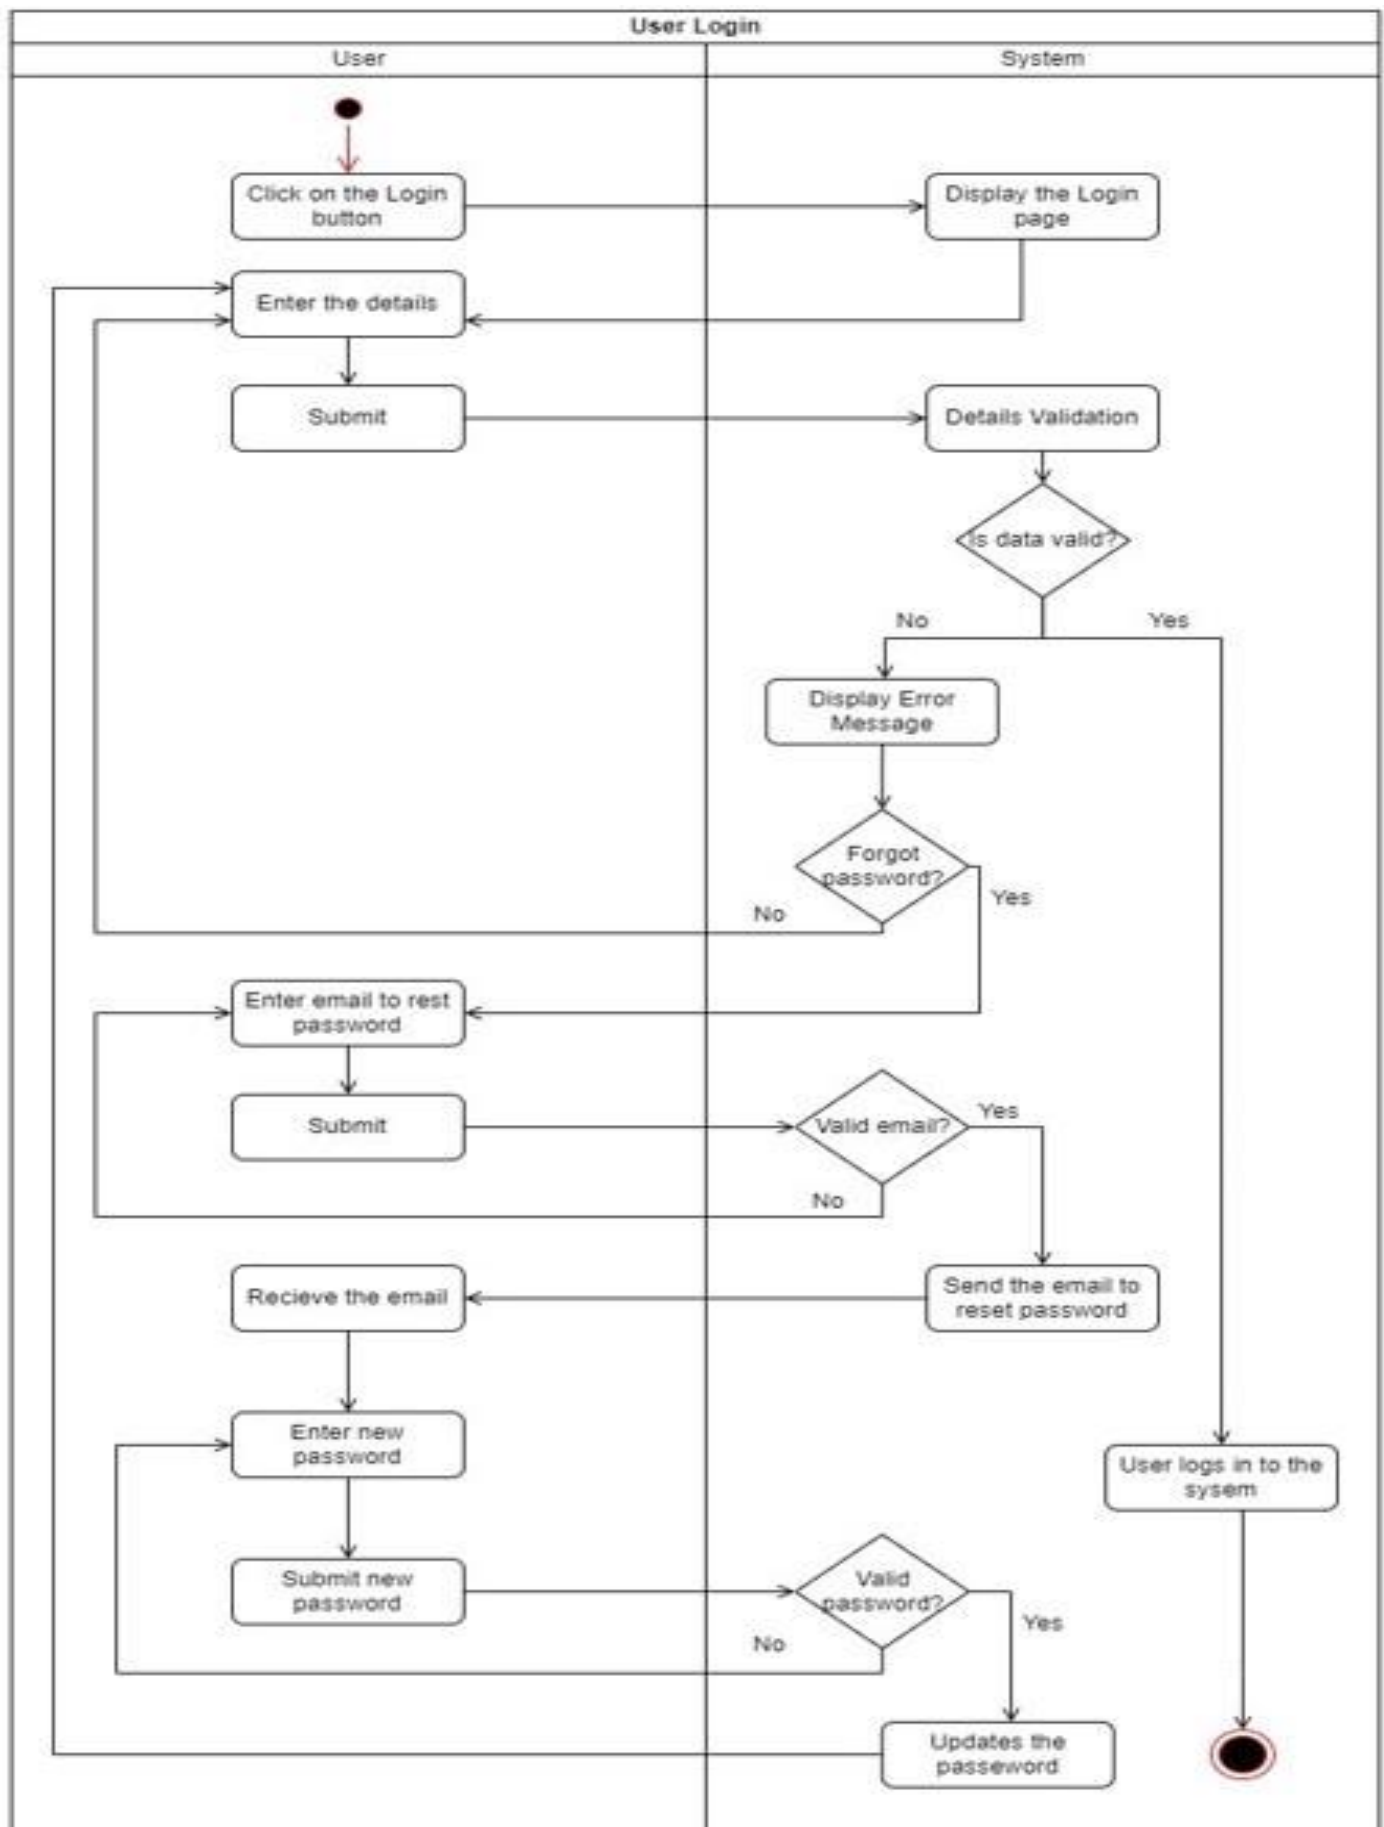 User Login
User
System
Click on the Login
button
Display the Login
page
Enter the details
Submit
Details Validation
Is data valid?
No
Yes
Display Error
Message
Forgot
password?
Yes
No
Enter email to rest
password
Submit
Valid email?
Yes
No
Recieve the email
Send the email to
reset password
Enter new
password
User logs in to the
sysem
Submit new
password
Valid
password?
Yes
No
Updates the
passeword